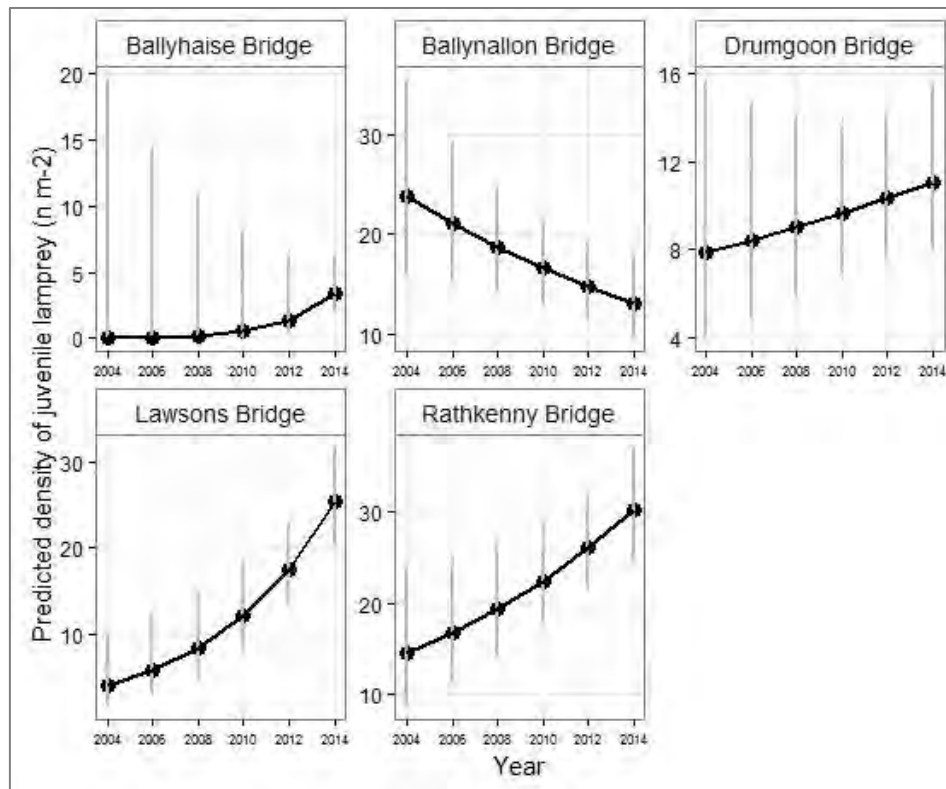 Predicted density of juvenile lamprey (n m-2)
Ballyhaise Bridge
20
15
10
5
0
2004 2006 2008 2010 2012 2014
Ballynallon Bridge
30
20
10
2004 2006 2008 2010 2012 2014
Drumgoon Bridge
16
12
8
4
2004 2006 2008 2010 2012 2014
Lawsons Bridge
30
20
10
2004 2006 2008 2010 2012 2014
Rathkenny Bridge
30
20
10
2004 2006 2008 2010 2012 2014
Year